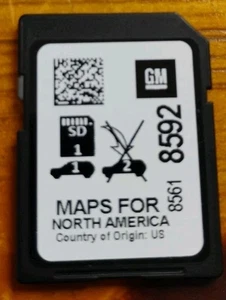 GM
SD
1
1
2
8561 8592
MAPS FOR
NORTH AMERICA
Country of Origin: US